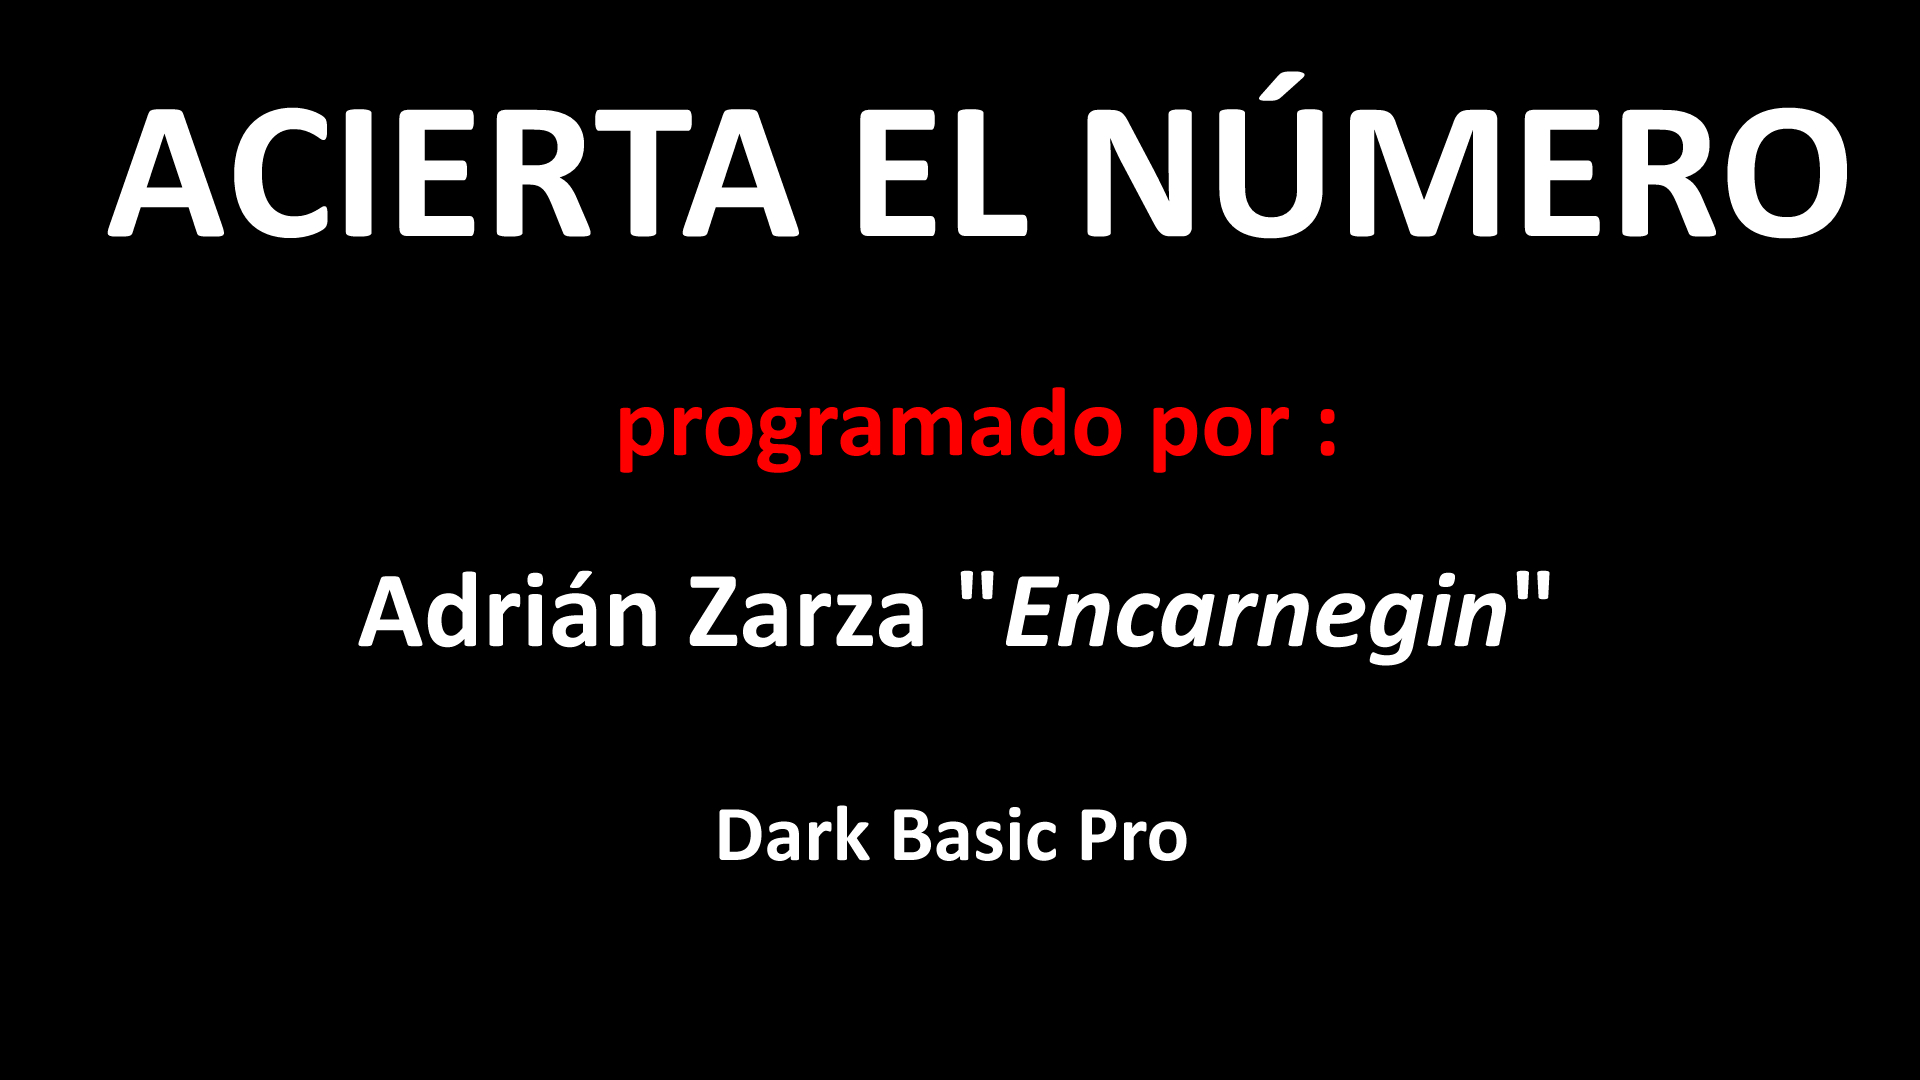 ACIERTA EL NÚMERO
programado por :
Adrián Zarza "Encarnegin"
Dark Basic Pro